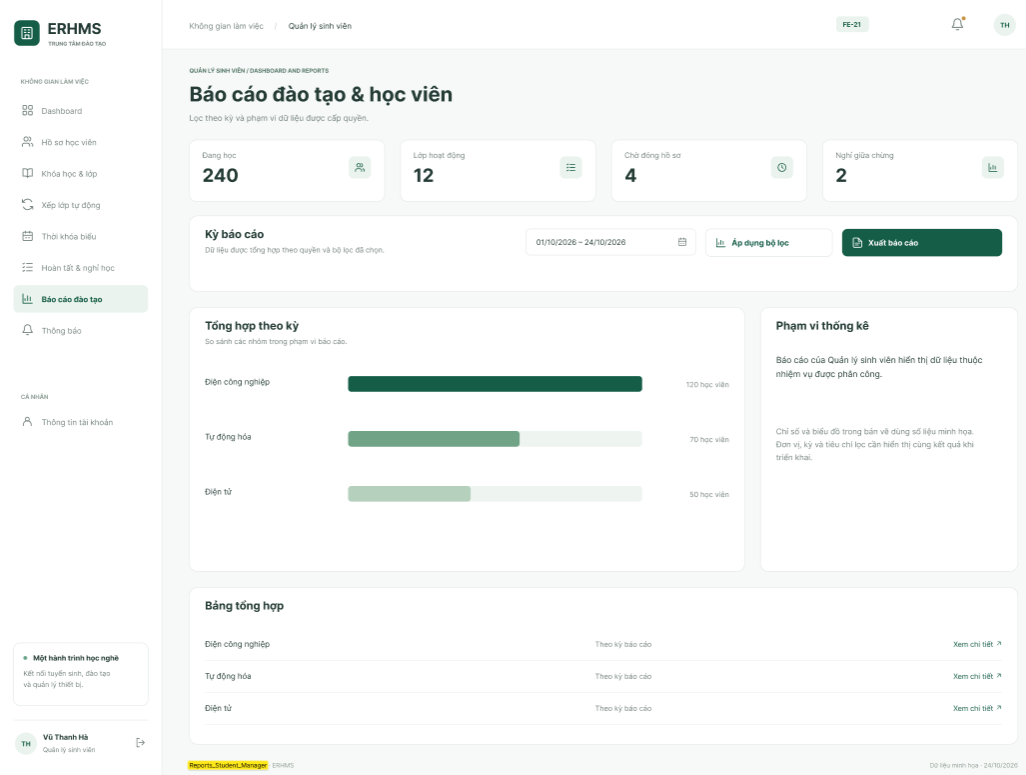 ERHMS
TRUNG TÂM ĐÀO TẠO
KHÔNG GIAN LÀM VIỆC
Dashboard
Hồ sơ học viên
Khóa học & lớp
Xếp lớp tự động
Thời khóa biểu
Hoàn tất & nghỉ học
Báo cáo đào tạo
Thông báo
CÁ NHÂN
Thông tin tài khoản
Một hành trình học nghề
Kết nối tuyển sinh, đào tạo
và quản lý thiết bị.
TH
Vũ Thanh Hà
Quản lý sinh viên
Không gian làm việc / Quản lý sinh viên
FE-21
TH
QUẢN LÝ SINH VIÊN / DASHBOARD AND REPORTS
Báo cáo đào tạo & học viên
Lọc theo kỳ và phạm vi dữ liệu được cấp quyền.
Đang học
240
Lớp hoạt động
12
Chờ đóng hồ sơ
4
Nghỉ giữa chừng
2
Kỳ báo cáo
Dữ liệu được tổng hợp theo quyền và bộ lọc đã chọn.
01/10/2026 – 24/10/2026
Áp dụng bộ lọc
Xuất báo cáo
Tổng hợp theo kỳ
So sánh các nhóm trong phạm vi báo cáo.
Điện công nghiệp 120 học viên
Tự động hóa 70 học viên
Điện tử 50 học viên
Phạm vi thống kê
Báo cáo của Quản lý sinh viên hiển thị dữ liệu thuộc
nhiệm vụ được phân công.
Chỉ số và biểu đồ trong bản vẽ dùng số liệu minh họa.
Đơn vị, kỳ và tiêu chí lọc cần hiển thị cùng kết quả khi
triển khai.
Bảng tổng hợp
Điện công nghiệp Theo kỳ báo cáo Xem chi tiết ↗
Tự động hóa Theo kỳ báo cáo Xem chi tiết ↗
Điện tử Theo kỳ báo cáo Xem chi tiết ↗
Reports_Student_Manager · ERHMS
Dữ liệu minh họa · 24/10/2026